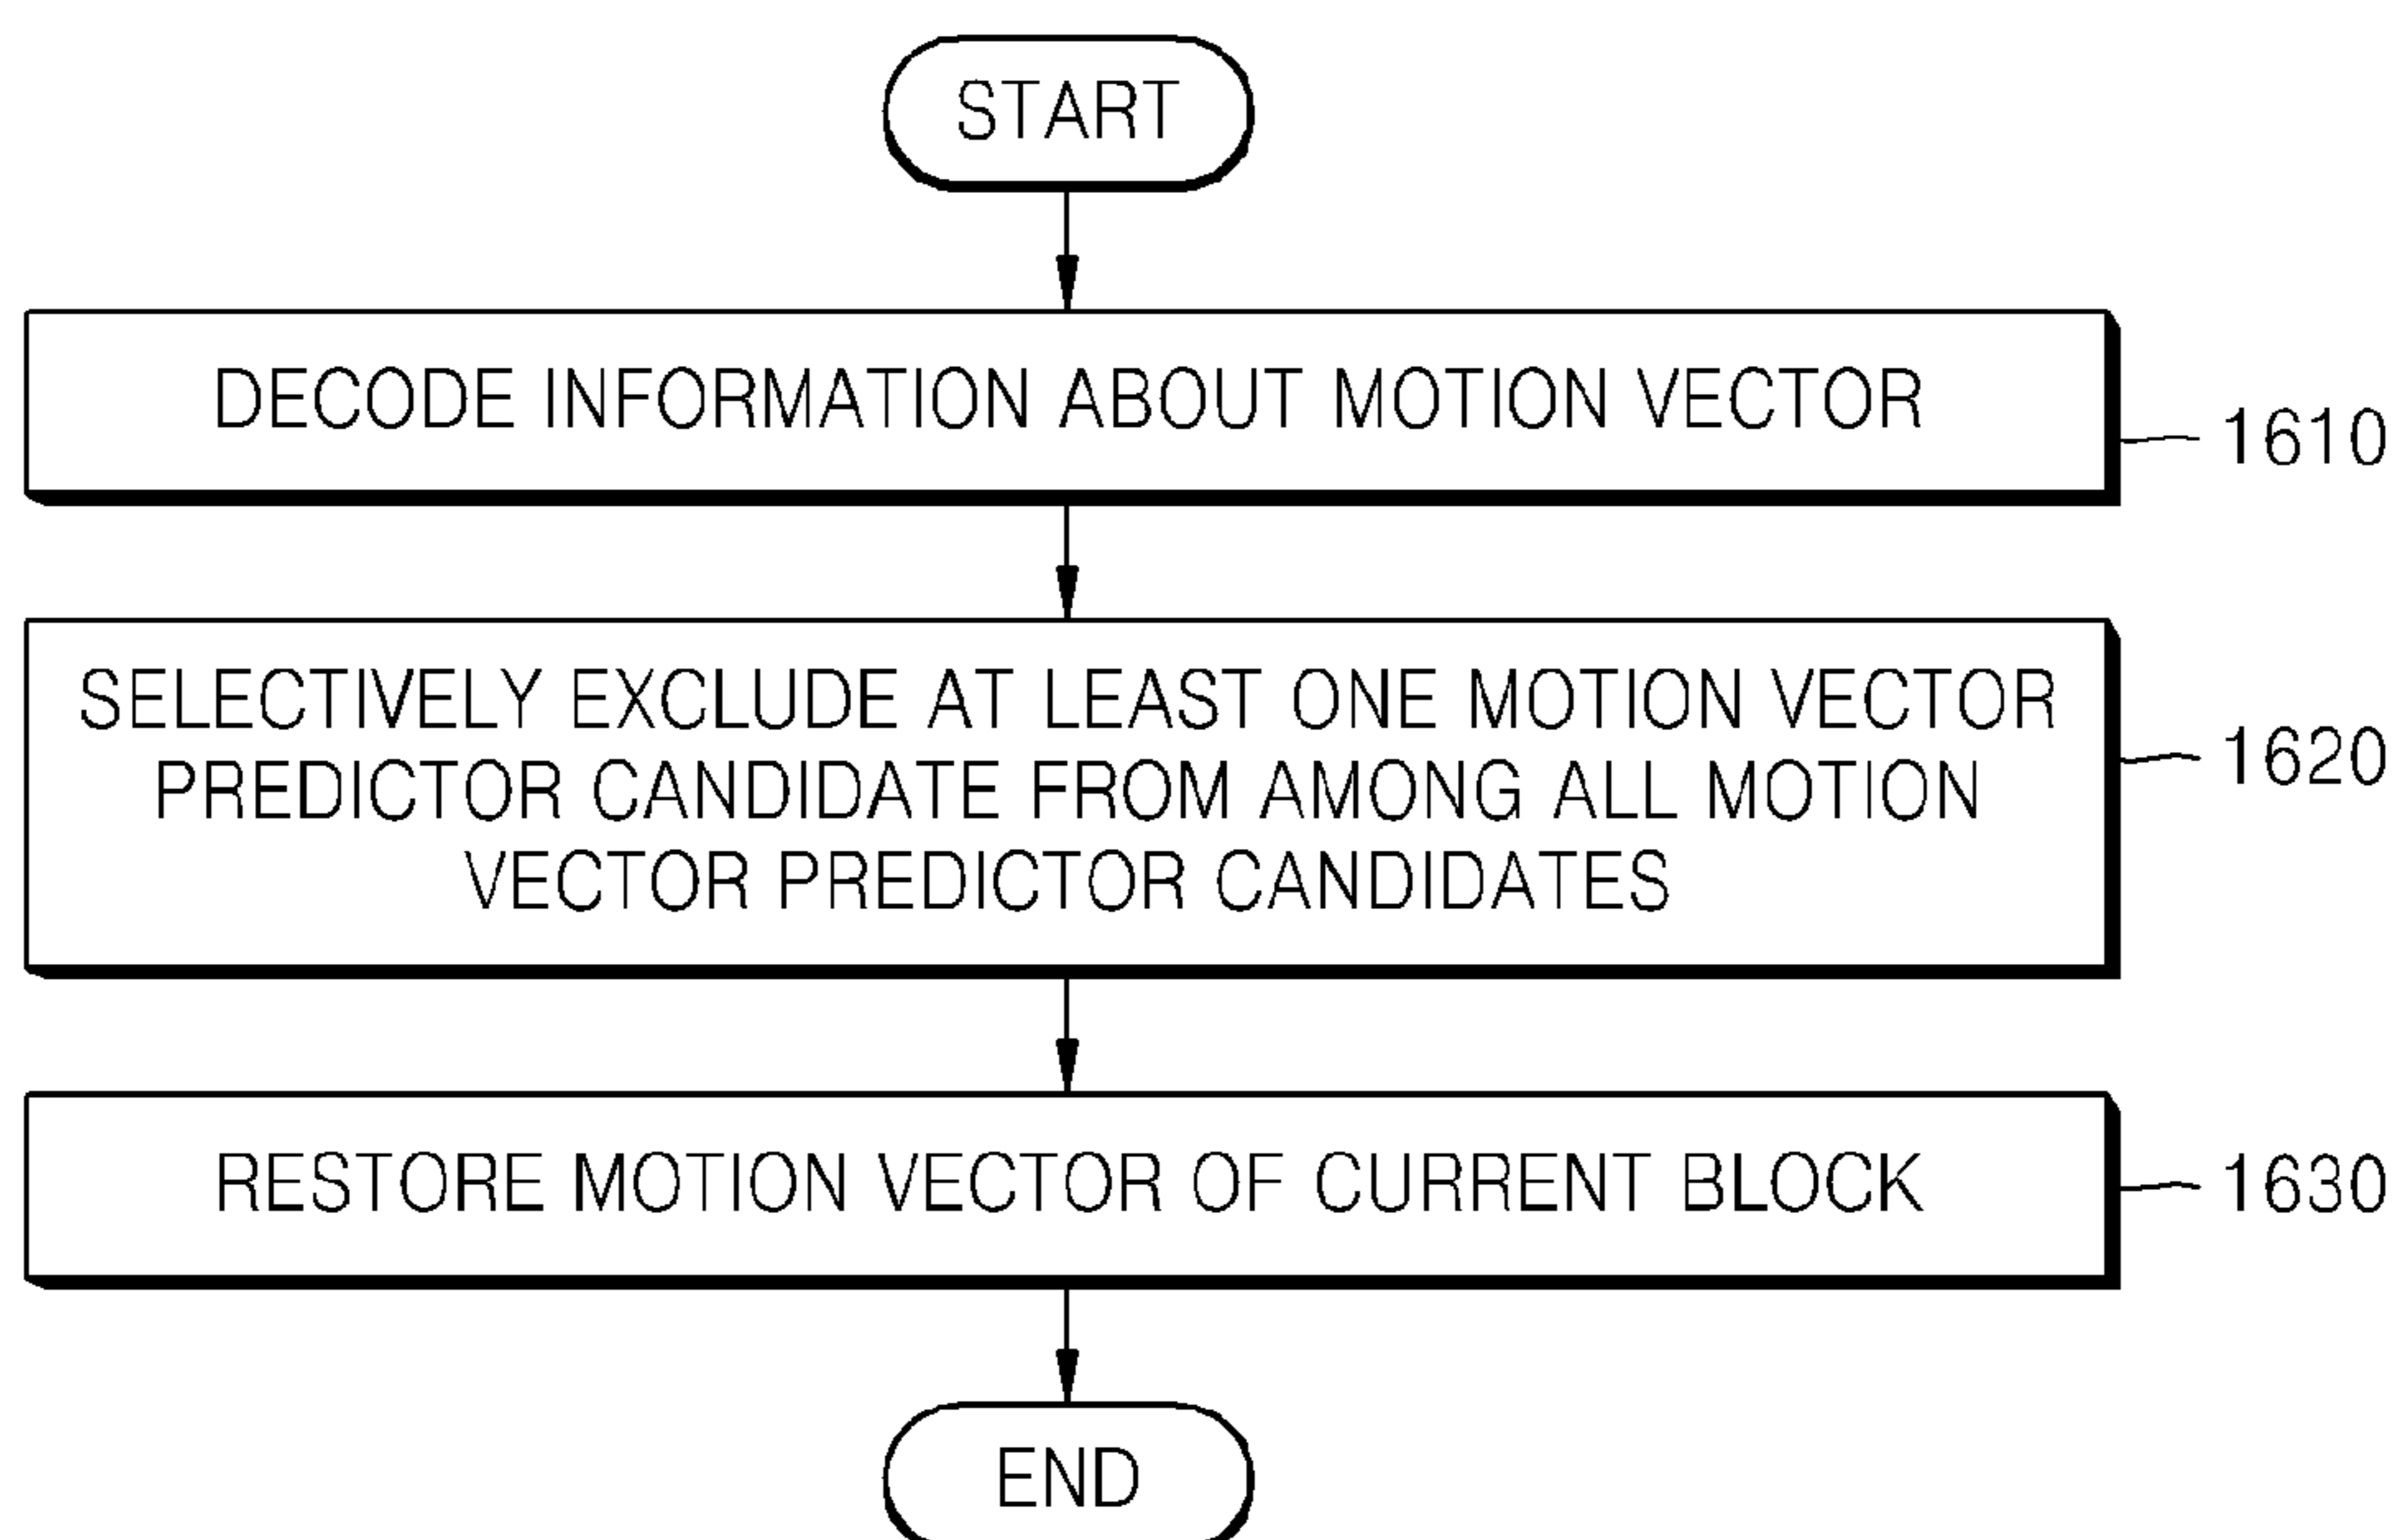 START
DECODE INFORMATION ABOUT MOTION VECTOR
1610
SELECTIVELY EXCLUDE AT LEAST ONE MOTION VECTOR
PREDICTOR CANDIDATE FROM AMONG ALL MOTION
VECTOR PREDICTOR CANDIDATES
1620
RESTORE MOTION VECTOR OF CURRENT BLOCK
1630
END